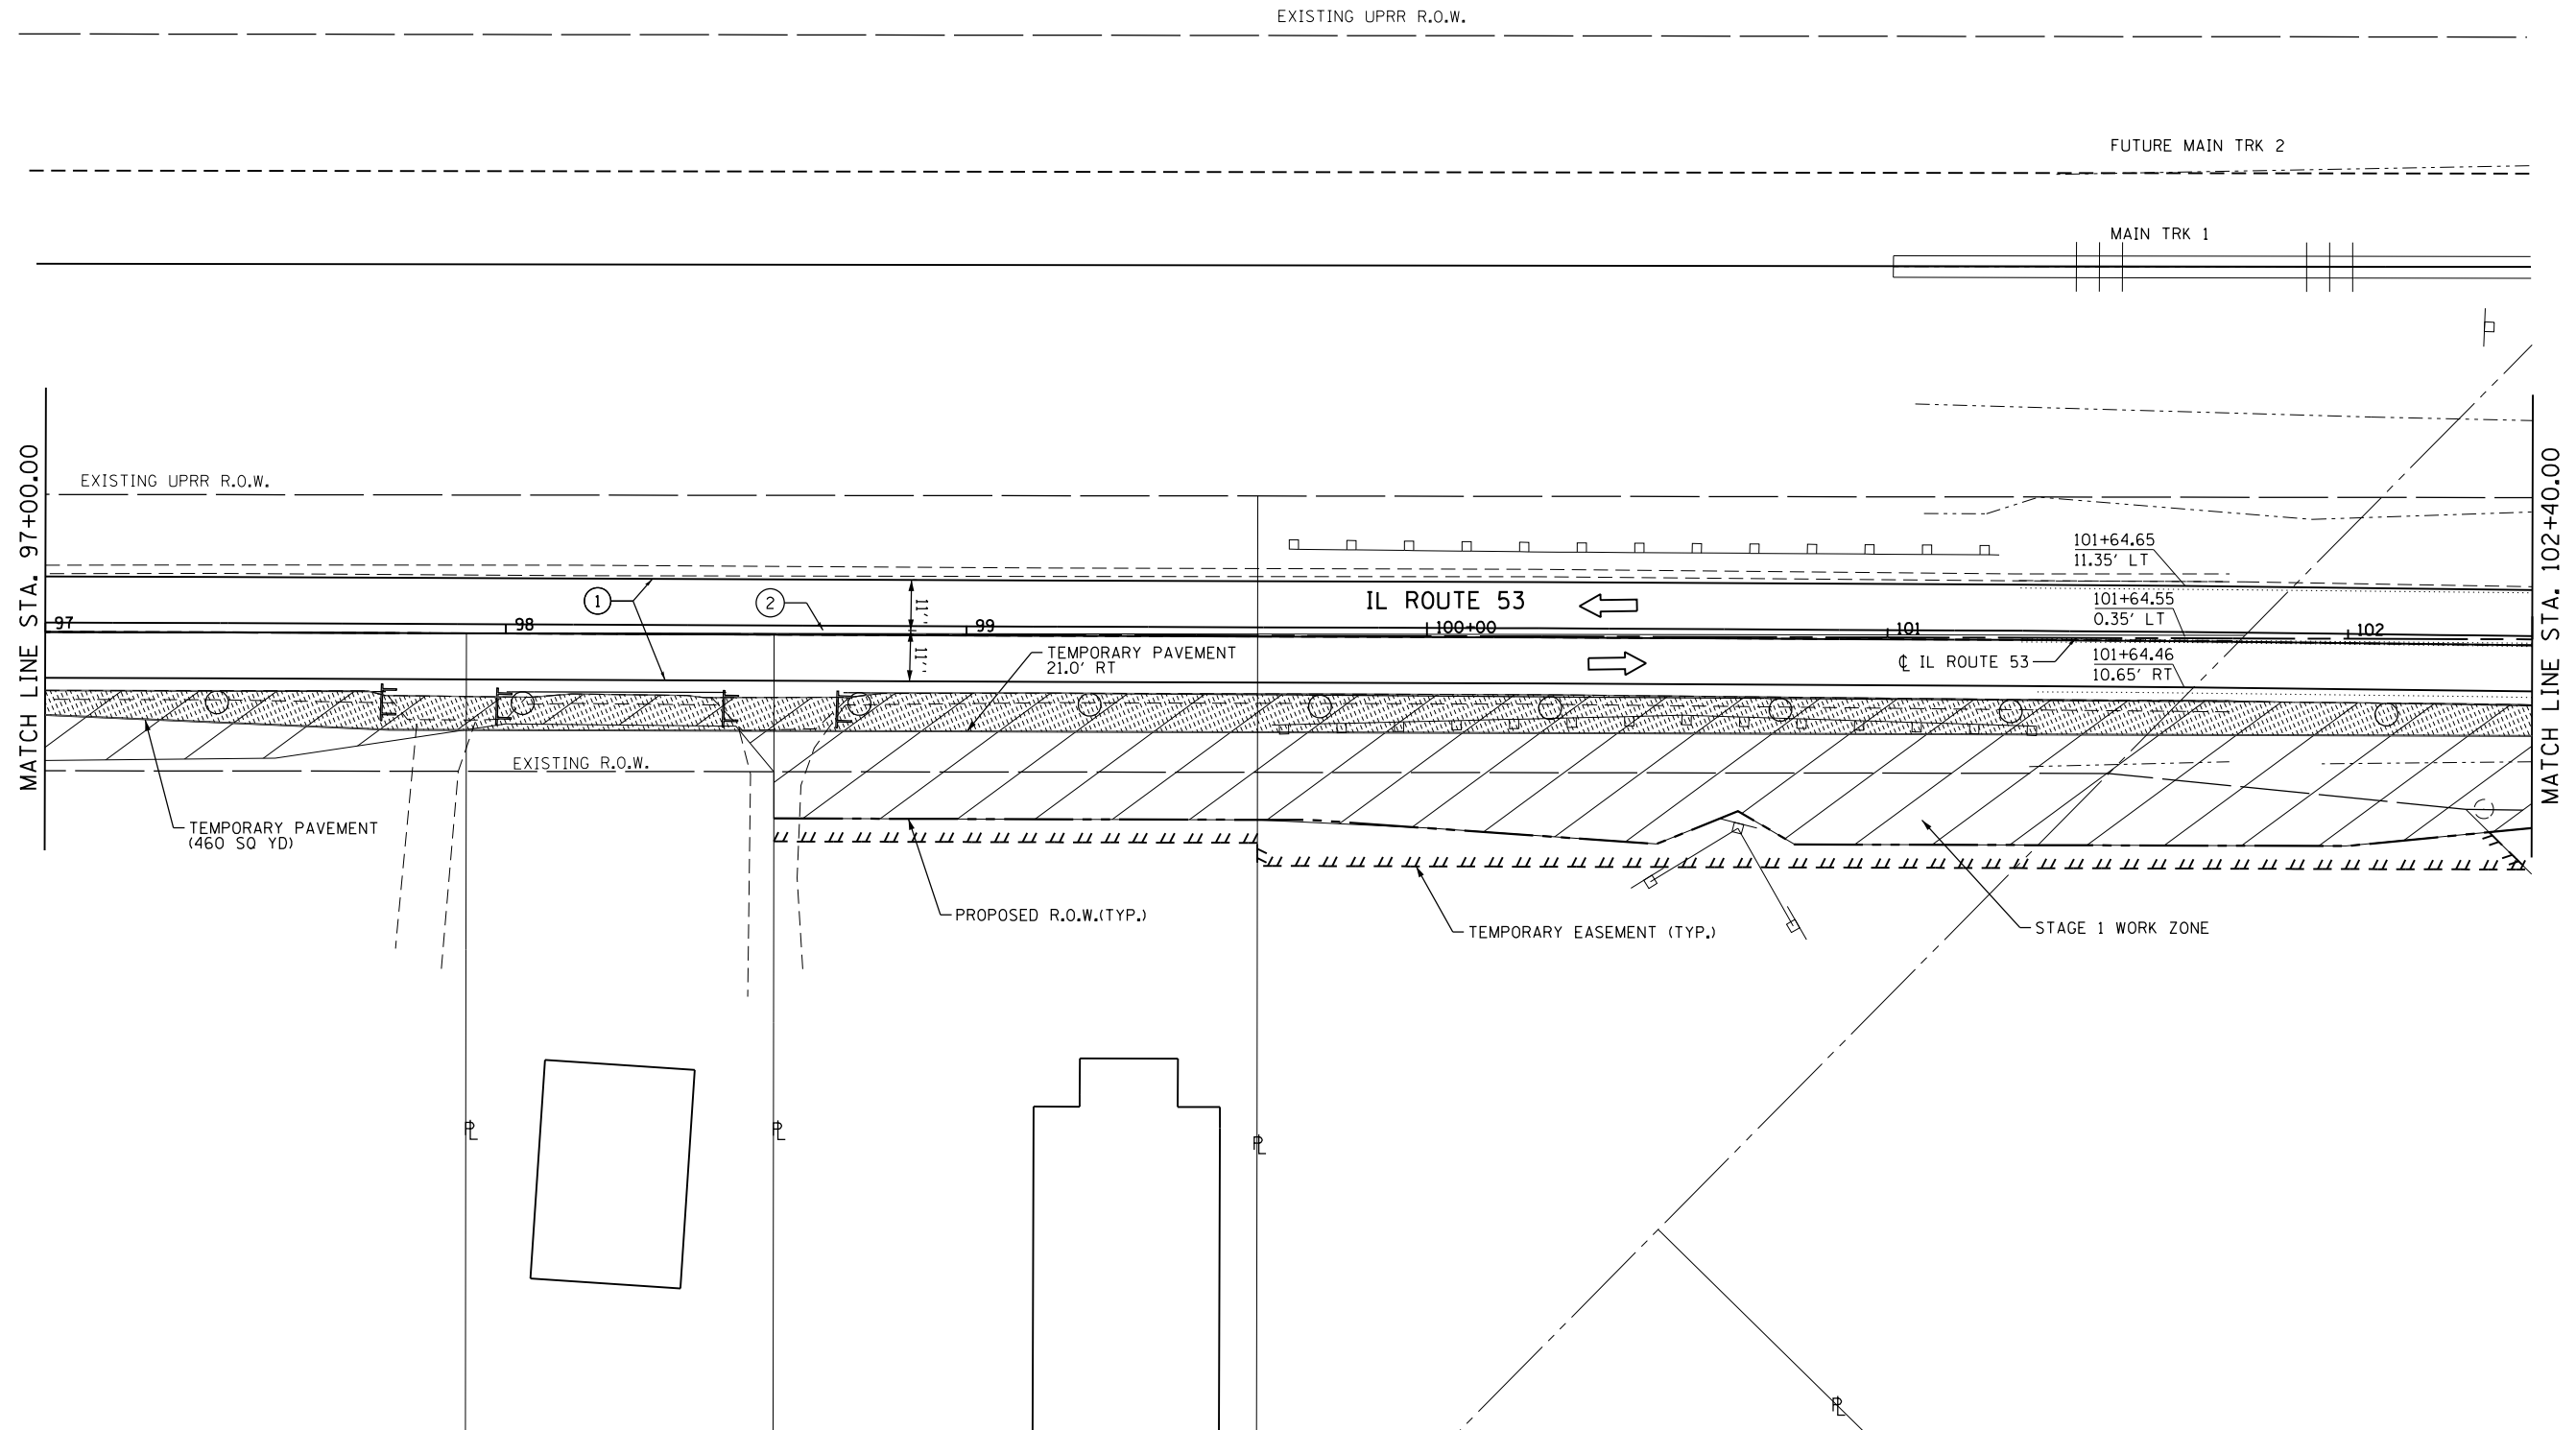 EXISTING UPRR R.O.W.
FUTURE MAIN TRK 2
MAIN TRK 1
MATCH LINE STA. 97+00.00
MATCH LINE STA. 102+40.00
EXISTING UPRR R.O.W.
101+64.65
11.35' LT
1
2
11'
IL ROUTE 53
101+64.55
0.35' LT
97
98
99
100+00
101
102
11'
TEMPORARY PAVEMENT
21.0' RT
℄ IL ROUTE 53
101+64.46
10.65' RT
EXISTING R.O.W.
TEMPORARY PAVEMENT
(460 SQ YD)
PROPOSED R.O.W.(TYP.)
TEMPORARY EASEMENT (TYP.)
STAGE 1 WORK ZONE
PL
PL
PL
PL